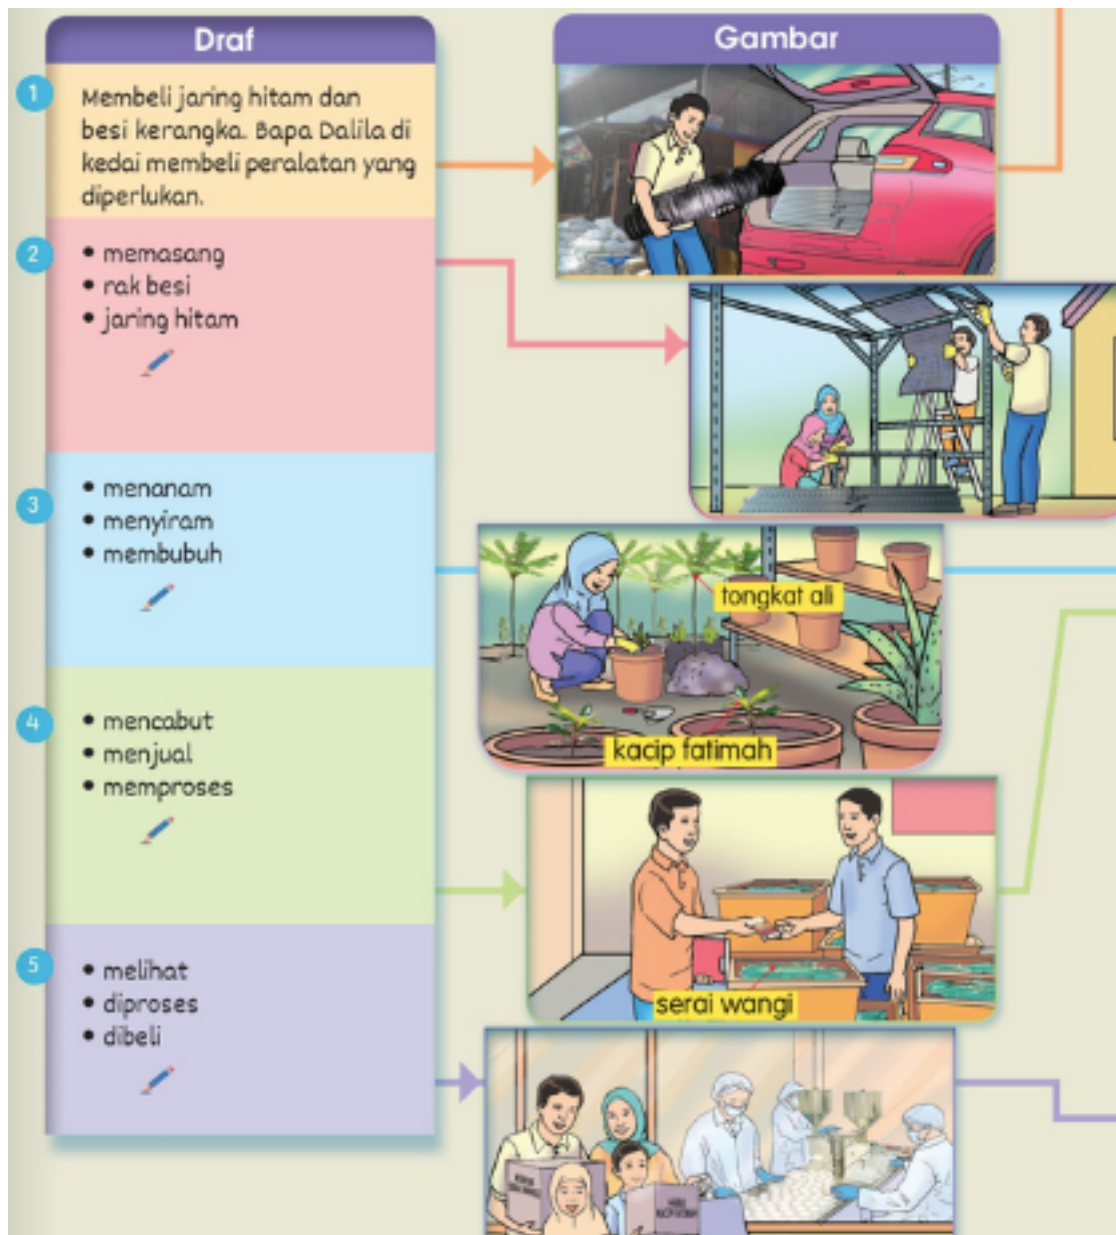 Draf
Gambar
1
Membeli jaring hitam dan
besi kerangka. Bapa Dalila di
kedai membeli peralatan yang
diperlukan.
2
• memasang
• rak besi
• jaring hitam
3
• menanam
• menyiram
• membubuh
tongkat ali
kacip fatimah
4
• mencabut
• menjual
• memproses
serai wangi
5
• melihat
• diproses
• dibeli